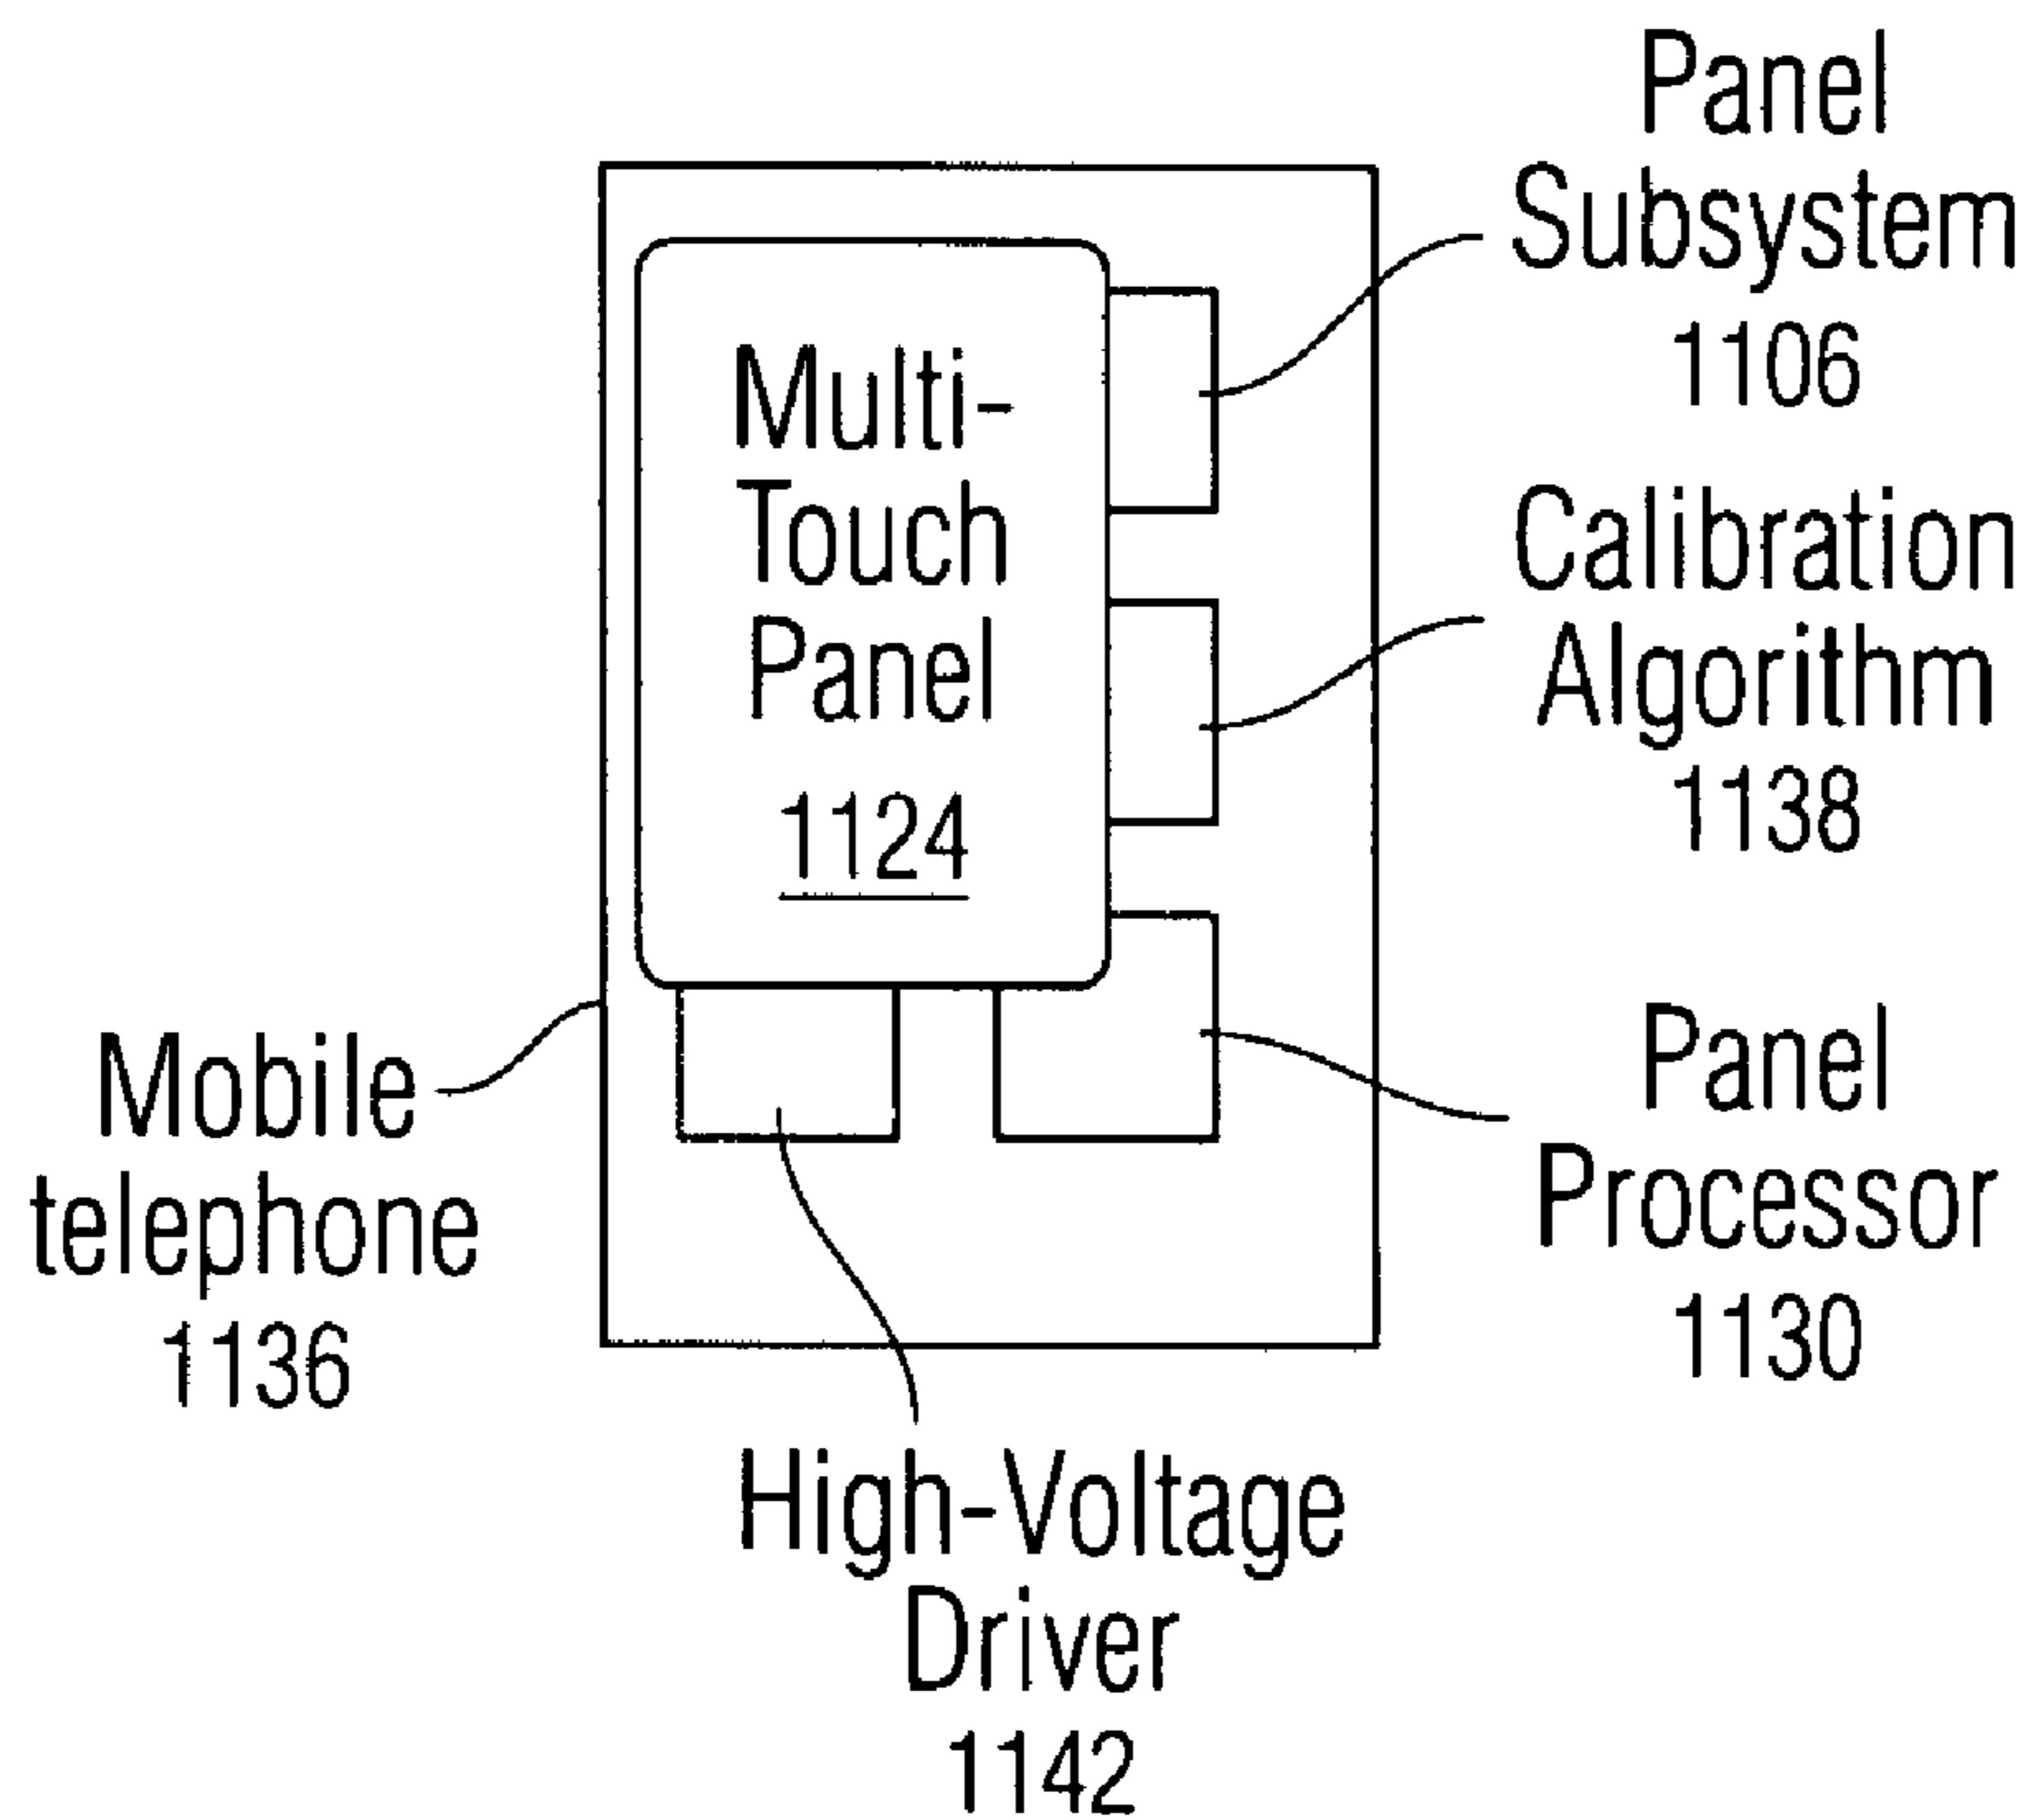 Panel
Subsystem
1106
Multi-
Touch
Panel
1124
Calibration
Algorithm
1138
Mobile
telephone
1136
Panel
Processor
1130
High-Voltage
Driver
1142